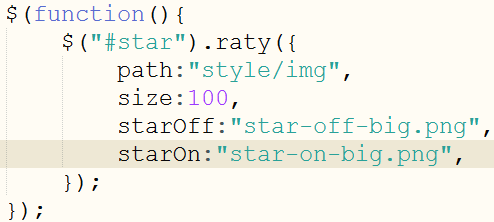 $(function(){
    $("#star").raty({
        path:"style/img",
        size:100,
        starOff:"star-off-big.png",
        starOn:"star-on-big.png",
    });
});